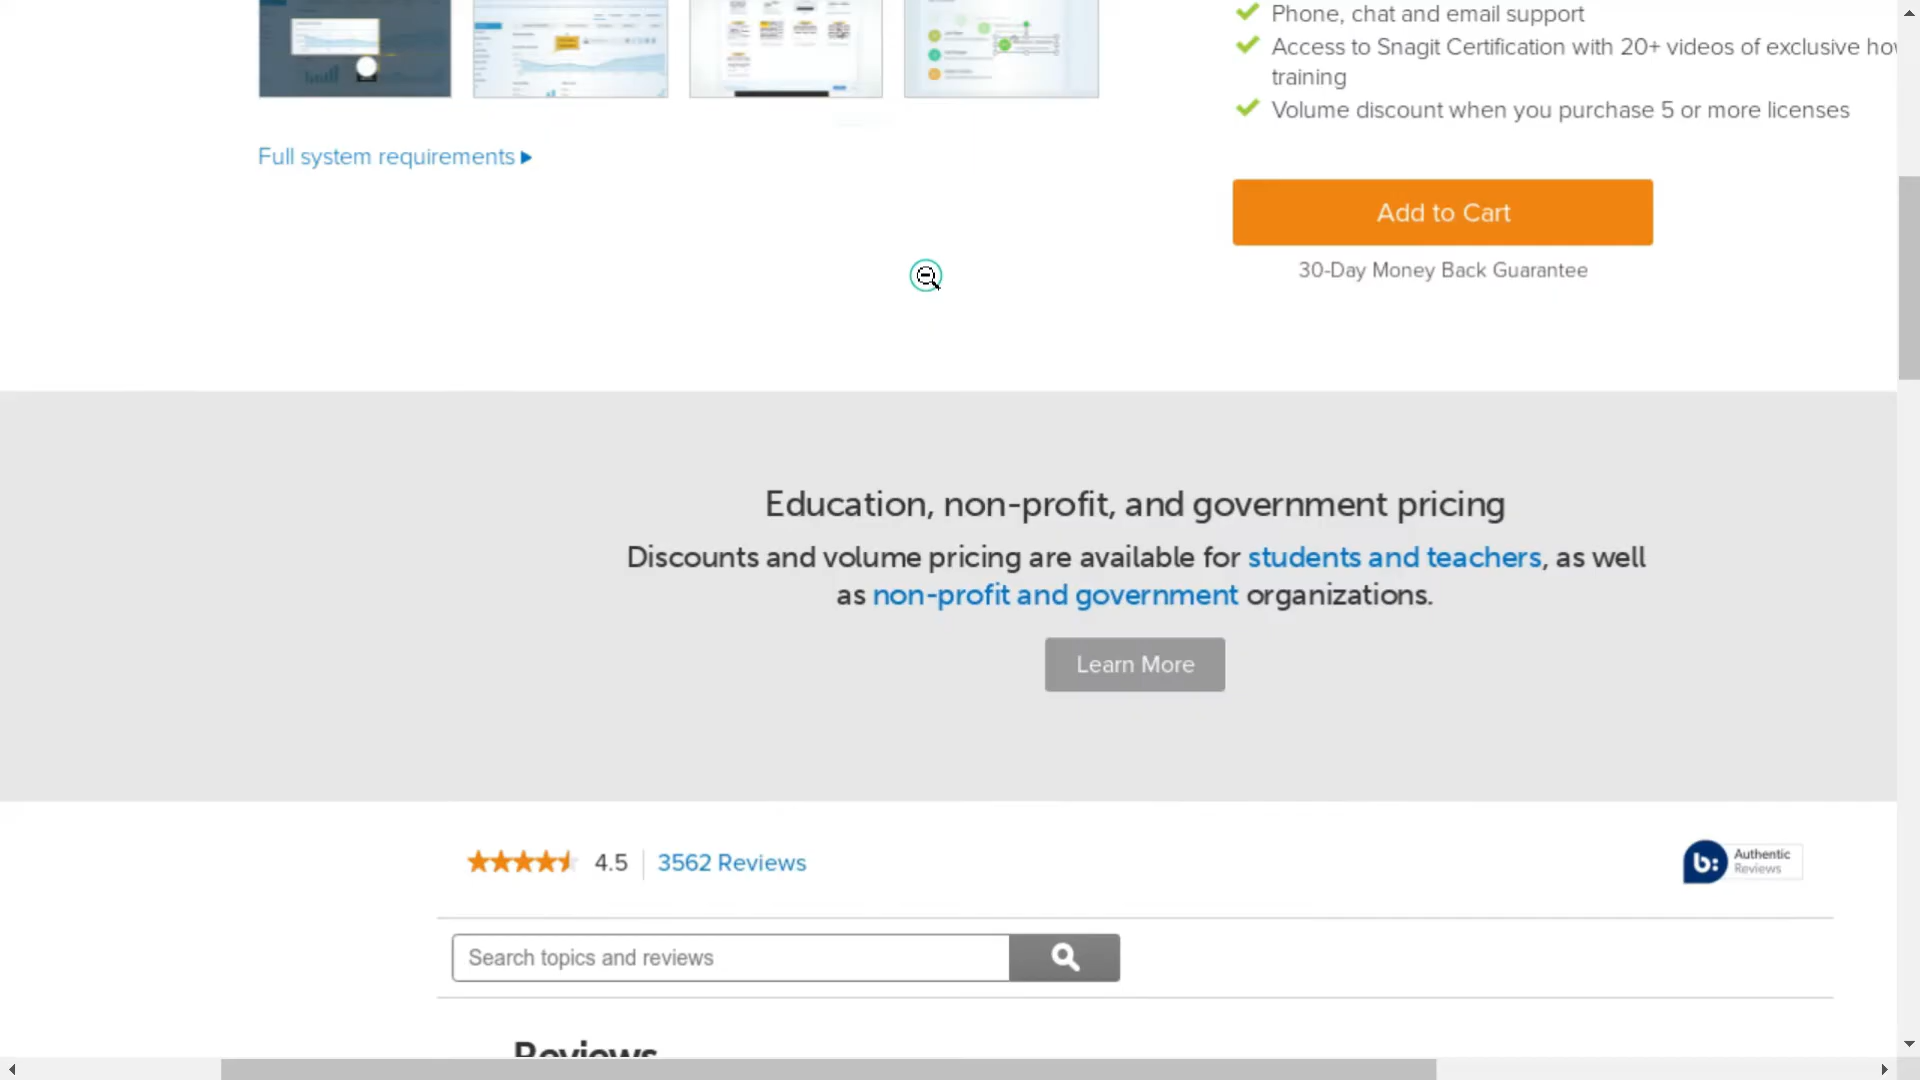 Phone, chat and email support
Access to Snagit Certification with 20+ videos of exclusive
training
Volume discount when you purchase 5 or more licenses
Full system requirements
Add to Cart
30-Day Money Back Guarantee
Education, non-profit, and government pricing
Discounts and volume pricing are available for students and teachers, as well
as non-profit and government organizations.
Learn More
4.5
3562 Reviews
b:
Authentic
Reviews
Search topics and reviews
Reviews